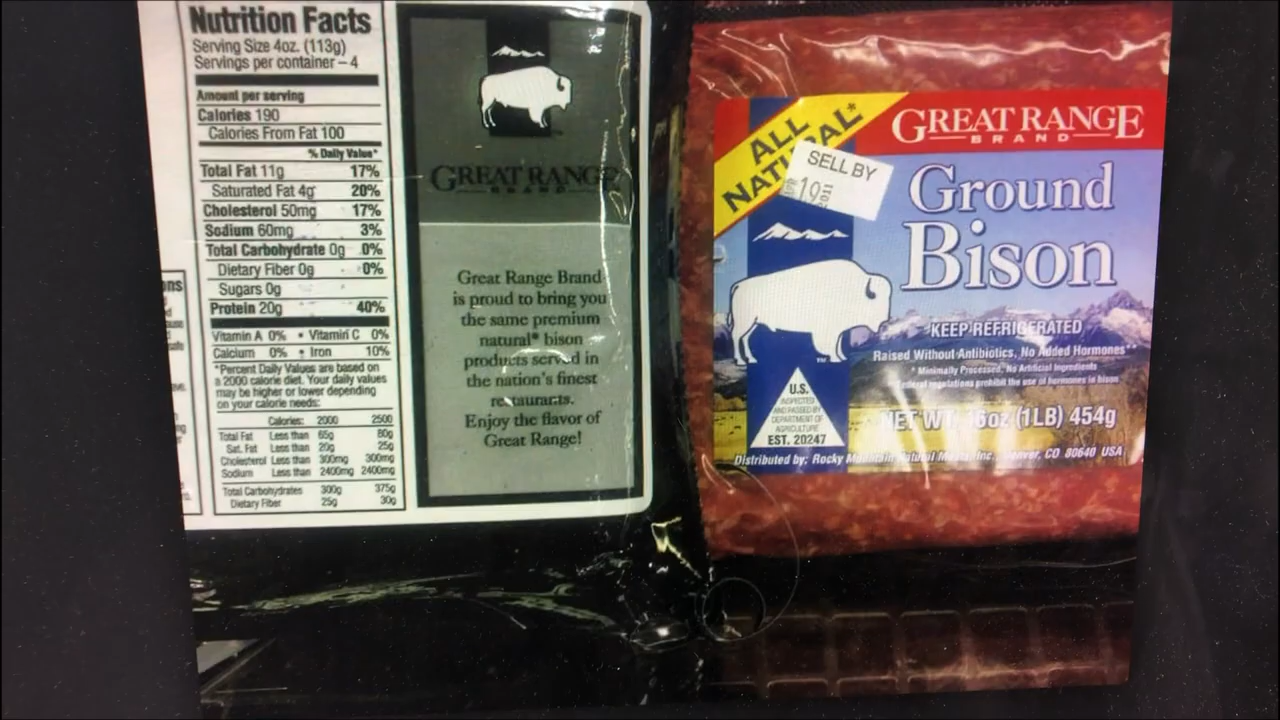 Nutrition Facts
Serving Size 4oz. (113g)
Servings per container – 4
Amount per serving
Calories 190
Calories From Fat 100
% Daily Value*
Total Fat 11g 17%
Saturated Fat 4g 20%
Cholesterol 50mg 17%
Sodium 60mg 3%
Total Carbohydrate 0g 0%
Dietary Fiber 0g 0%
Sugars 0g
Protein 20g 40%
Vitamin A 0% • Vitamin C 0%
Calcium 0% • Iron 10%
*Percent Daily Values are based on
a 2000 calorie diet. Your daily values
may be higher or lower depending
on your calorie needs:
Calories: 2000 2500
Total Fat Less than 65g 80g
Sat. Fat Less than 20g 25g
Cholesterol Less than 300mg 300mg
Sodium Less than 2400mg 2400mg
Total Carbohydrates 300g 375g
Dietary Fiber 25g 30g
GREAT RANGE
BRAND
Great Range Brand
is proud to bring you
the same premium
natural* bison
products served in
the nation's finest
restaurants.
Enjoy the flavor of
Great Range!
ALL
NATURAL*
SELL BY
19
GREAT RANGE
BRAND
Ground
Bison
KEEP REFRIGERATED
Raised Without Antibiotics, No Added Hormones**
* Minimally Processed, No Artificial Ingredients
Federal regulations prohibit the use of hormones in bison
NET WT. 16oz (1LB) 454g
U.S.
INSPECTED
AND PASSED BY
DEPARTMENT OF
AGRICULTURE
EST. 20247
TM
Distributed by: Rocky Mountain Natural Meats, Inc., Denver, CO 80640 USA